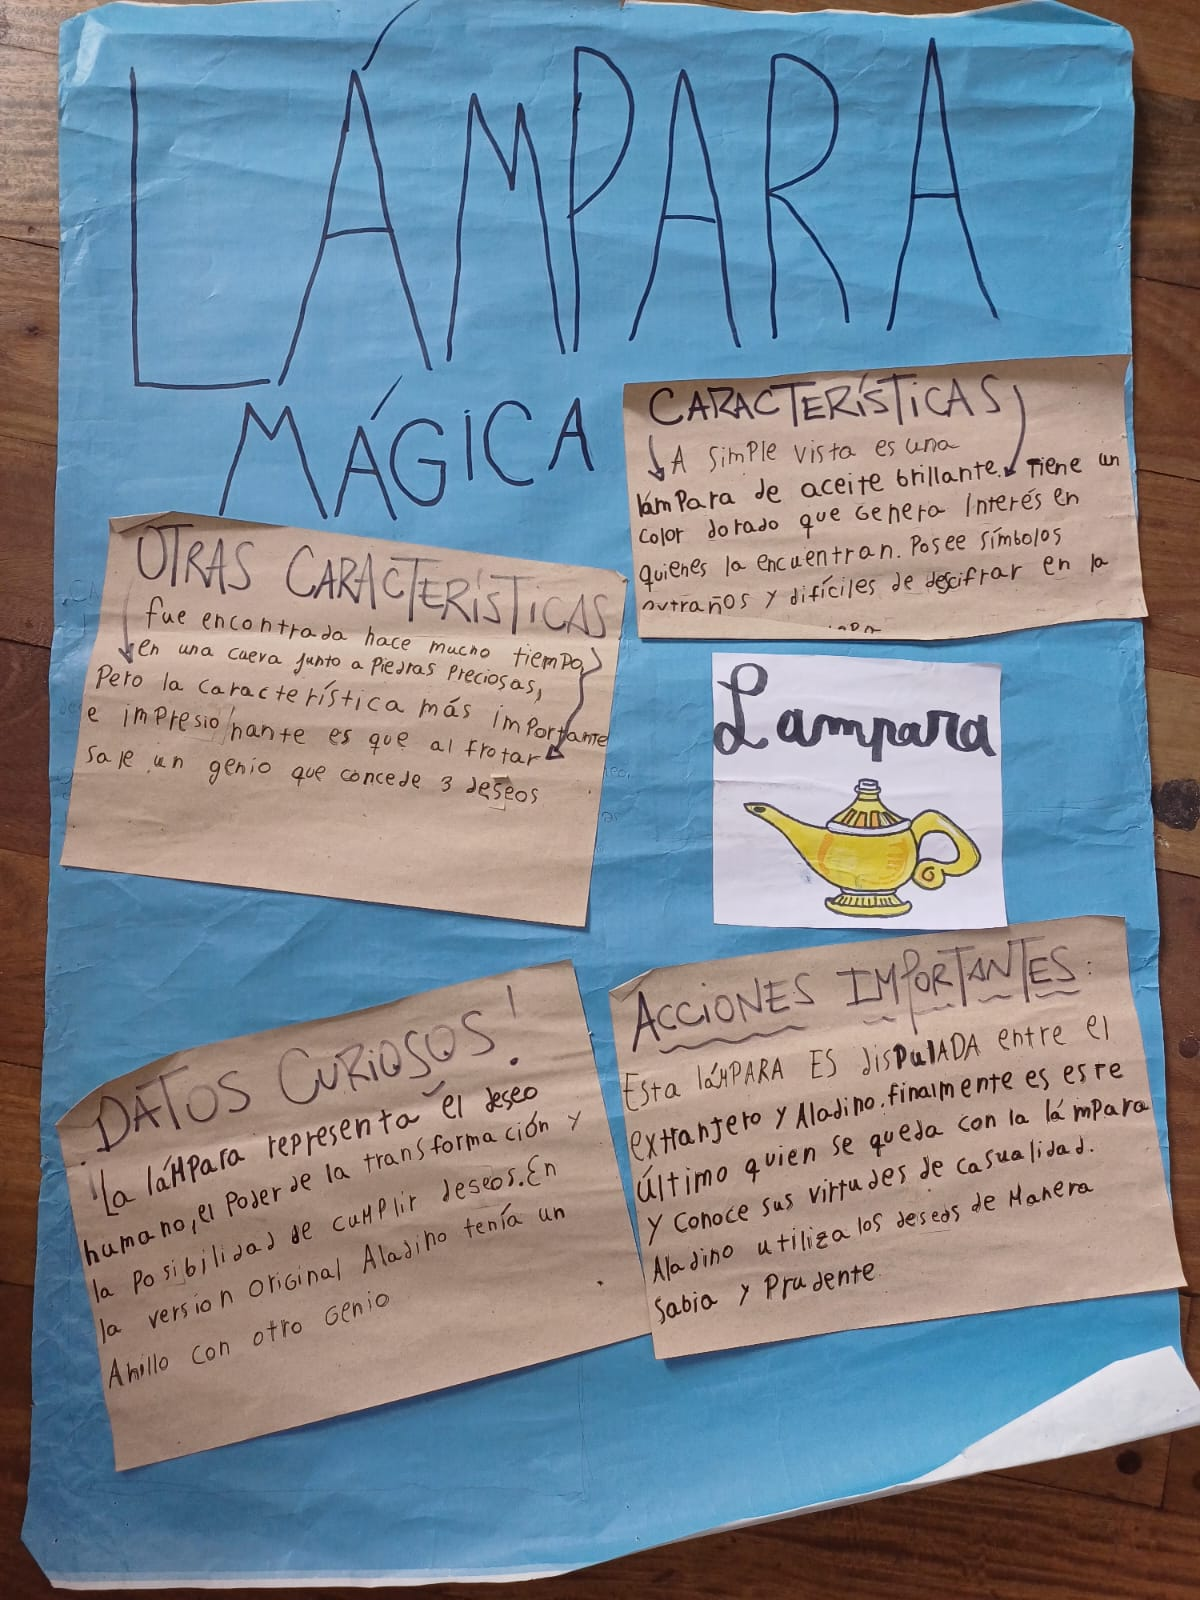 LÁMPARA
MÁGICA
CARACTERÍSTICAS
A simple vista es una
lámpara de aceite brillante. Tiene un
color dorado que Genera Interés en
quienes la encuentran. Posee símbolos
extraños y difíciles de descifrar en la
OTRAS CARACTERÍSTICAS
fue encontrada hace mucho tiempo
en una cueva junto a Piedras Preciosas,
Pero la característica más importante
e impresionante es que al frotar
sale un genio que concede 3 deseos
Lampara
DATOS CURIOSOS!
¡La láMPara representa el deseo
humano, el Poder de la transformación y
la Posibilidad de cuMPlir deseos. En
la version original Aladino tenía un
Anillo con otro Genio
ACCIONES IMPORTANTES:
Esta láMPARA ES disPutADA entre el
extranjero y Aladino. finalmente es este
último quien se queda con la lámpara
y conoce sus virtudes de casualidad.
Aladino utiliza los deseos de Manera
Sabia y Prudente